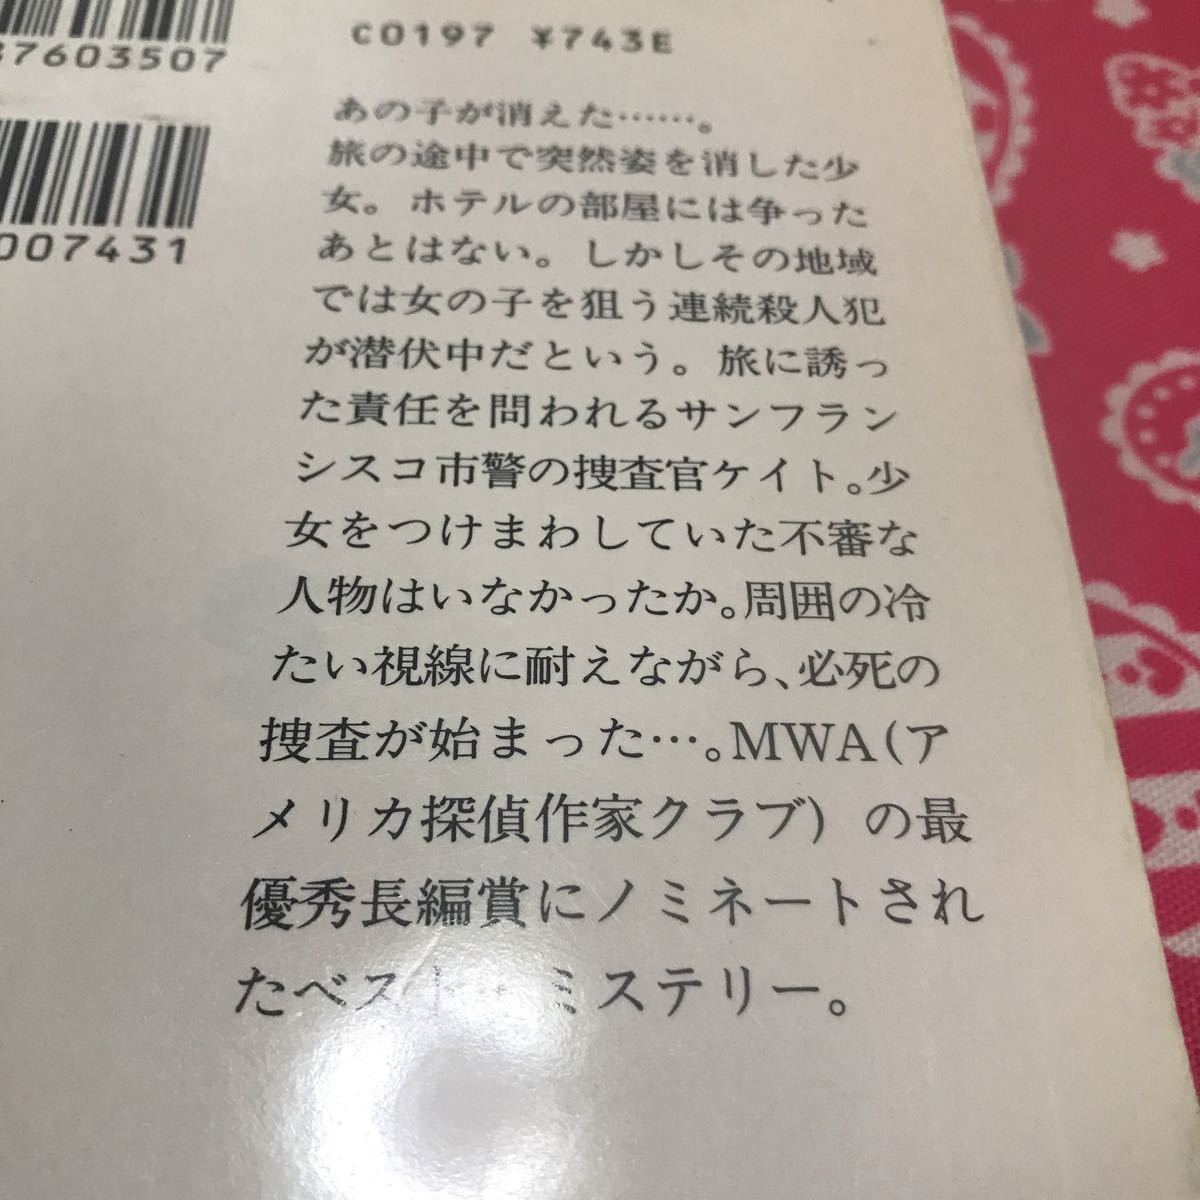 37603507
007431
C0197 ¥743E
あの子が消えた……。
旅の途中で突然姿を消した少
女。ホテルの部屋には争った
あとはない。しかしその地域
では女の子を狙う連続殺人犯
が潜伏中だという。旅に誘っ
た責任を問われるサンフラン
シスコ市警の捜査官ケイト。少
女をつけまわしていた不審な
人物はいなかったか。周囲の冷
たい視線に耐えながら、必死の
捜査が始まった…。MWA(ア
メリカ探偵作家クラブ) の最
優秀長編賞にノミネートされ
たベスト・ミステリー。